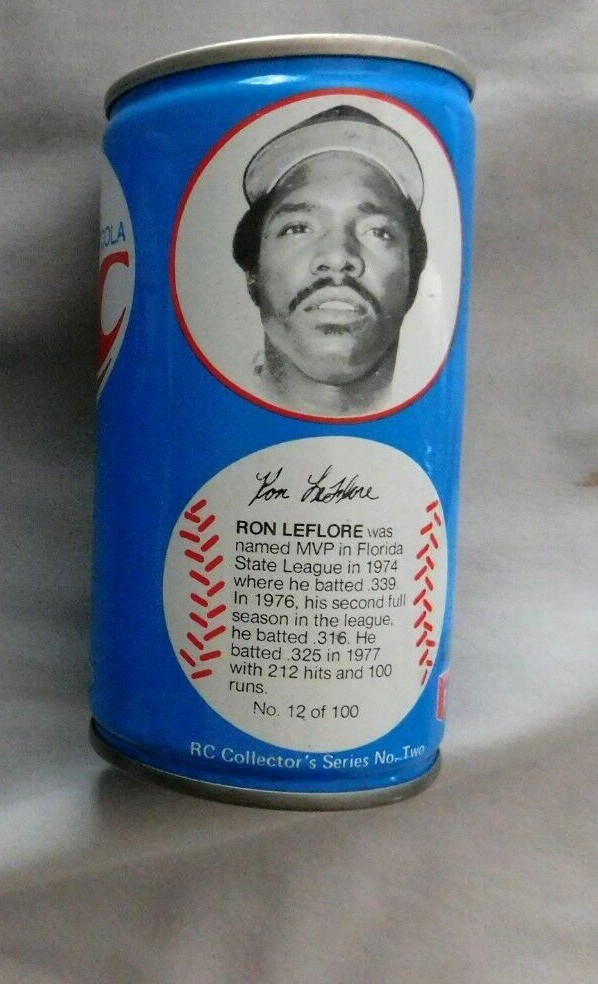 COLA
C
Ron LeFlore
RON LEFLORE was
named MVP in Florida
State League in 1974
where he batted .339.
In 1976, his second full
season in the league,
he batted .316. He
batted .325 in 1977
with 212 hits and 100
runs.
No. 12 of 100
RC Collector's Series No. Two